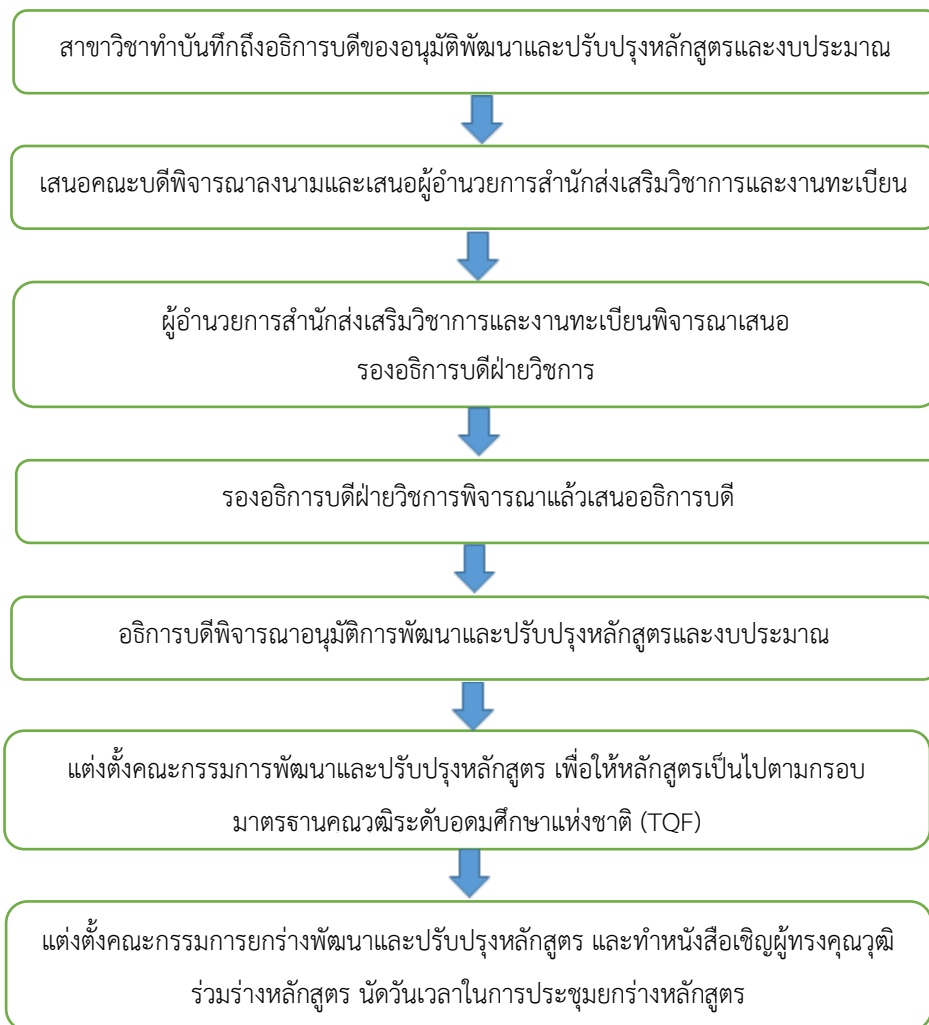 สาขาวิชาทำบันทึกถึงอธิการบดีของอนุมัติพัฒนาและปรับปรุงหลักสูตรและงบประมาณ
เสนอคณะบดีพิจารณาลงนามและเสนอผู้อำนวยการสำนักส่งเสริมวิชาการและงานทะเบียน
ผู้อำนวยการสำนักส่งเสริมวิชาการและงานทะเบียนพิจารณาเสนอ
รองอธิการบดีฝ่ายวิชการ
รองอธิการบดีฝ่ายวิชการพิจารณาแล้วเสนออธิการบดี
อธิการบดีพิจารณาอนุมัติการพัฒนาและปรับปรุงหลักสูตรและงบประมาณ
แต่งตั้งคณะกรรมการพัฒนาและปรับปรุงหลักสูตร เพื่อให้หลักสูตรเป็นไปตามกรอบ
มาตรฐานคุณวุฒิระดับอุดมศึกษาแห่งชาติ (TQF)
แต่งตั้งคณะกรรมการยกร่างพัฒนาและปรับปรุงหลักสูตร และทำหนังสือเชิญผู้ทรงคุณวุฒิ
ร่วมร่างหลักสูตร นัดวันเวลาในการประชุมยกร่างหลักสูตร